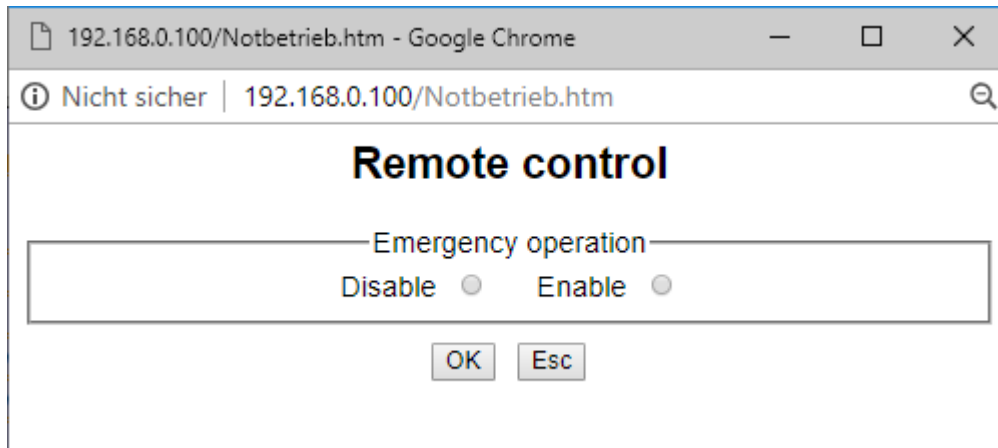 192.168.0.100/Notbetrieb.htm - Google Chrome
Nicht sicher | 192.168.0.100/Notbetrieb.htm
Remote control
Emergency operation
Disable Enable
OK Esc